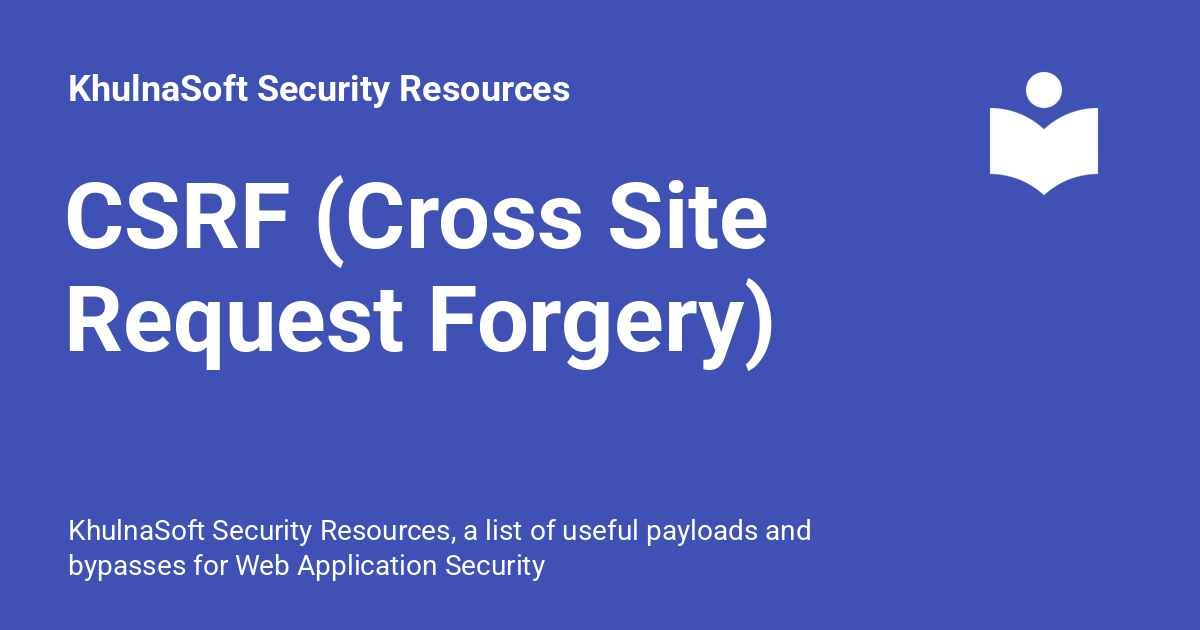 KhulnaSoft Security Resources
CSRF (Cross Site
Request Forgery)
KhulnaSoft Security Resources, a list of useful payloads and
bypasses for Web Application Security